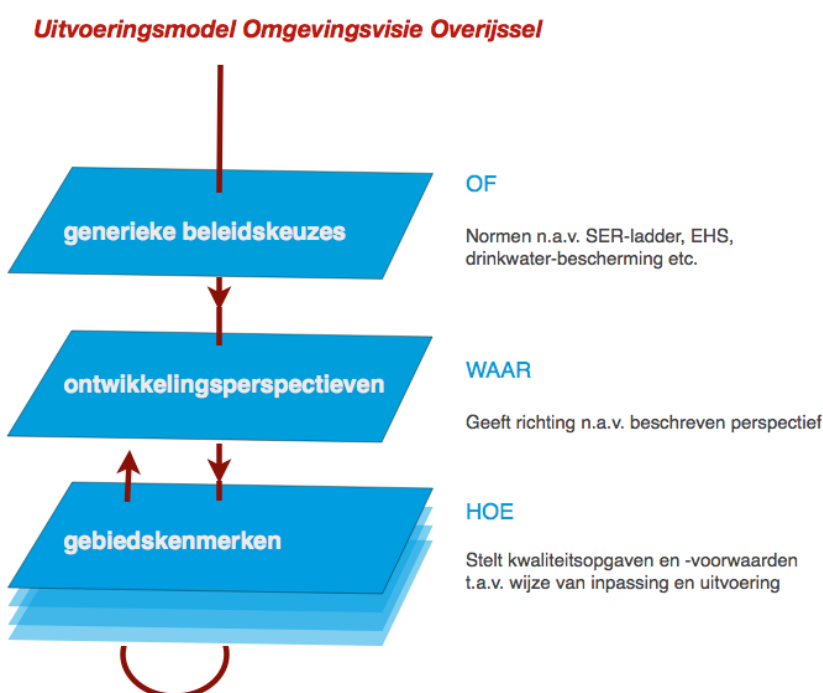 Uitvoeringsmodel Omgevingsvisie Overijssel
generieke beleidskeuzes
OF
Normen n.a.v. SER-ladder, EHS,
drinkwater-bescherming etc.
ontwikkelingsperspectieven
WAAR
Geeft richting n.a.v. beschreven perspectief
gebiedskenmerken
HOE
Stelt kwaliteitsopgaven en -voorwaarden
t.a.v. wijze van inpassing en uitvoering